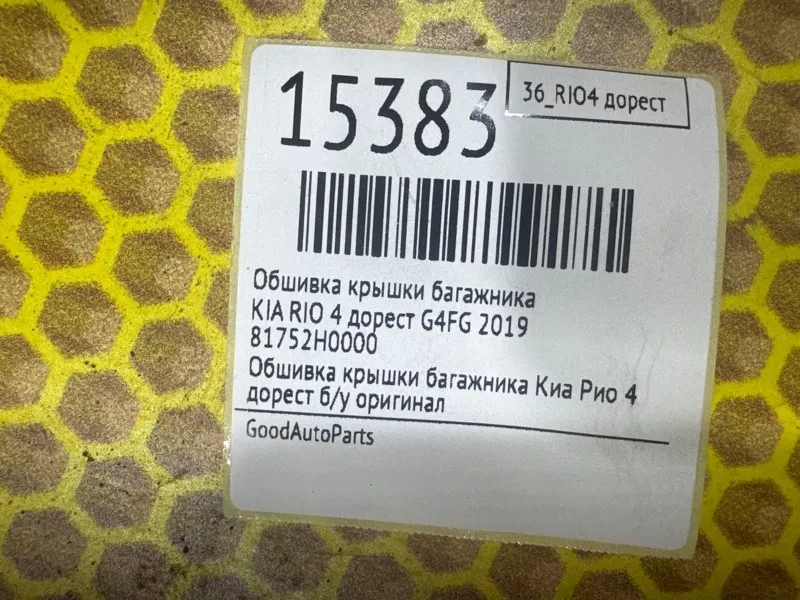 15383
36_RIO4 дорест
Обшивка крышки багажника
KIA RIO 4 дорест G4FG 2019
81752H0000
Обшивка крышки багажника Киа Рио 4
дорест б/у оригинал
GoodAutoParts